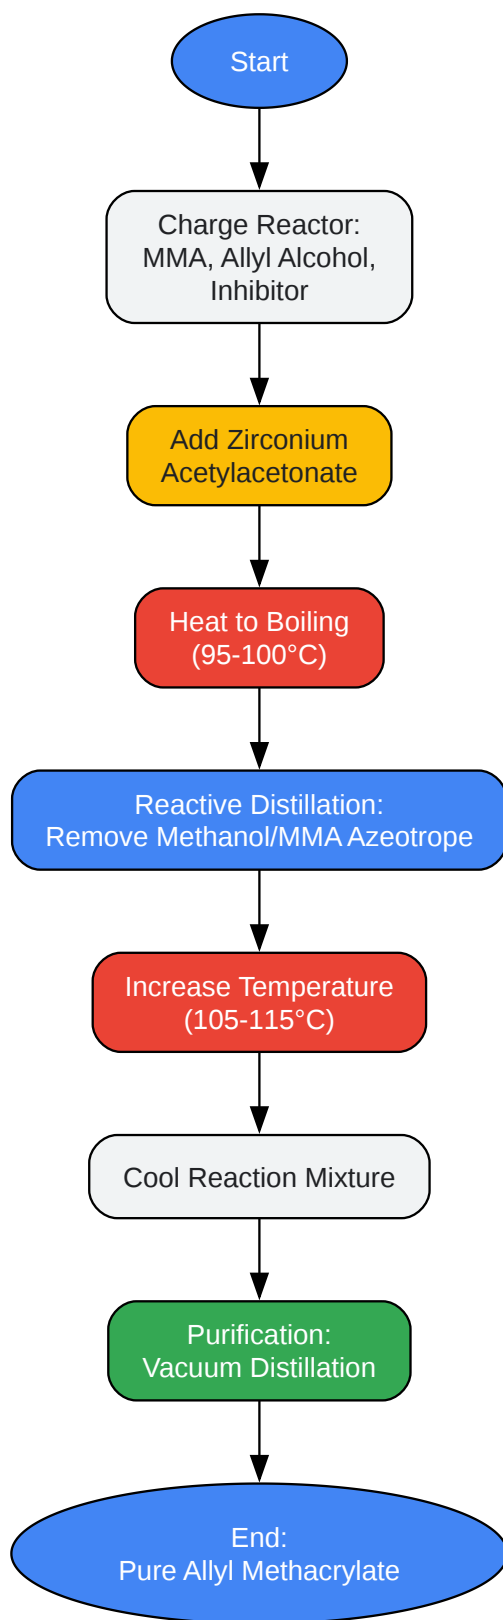 Start
Charge Reactor:
MMA, Allyl Alcohol,
Inhibitor
Add Zirconium
Acetylacetonate
Heat to Boiling
(95-100°C)
Reactive Distillation:
Remove Methanol/MMA Azeotrope
Increase Temperature
(105-115°C)
Cool Reaction Mixture
Purification:
Vacuum Distillation
End:
Pure Allyl Methacrylate